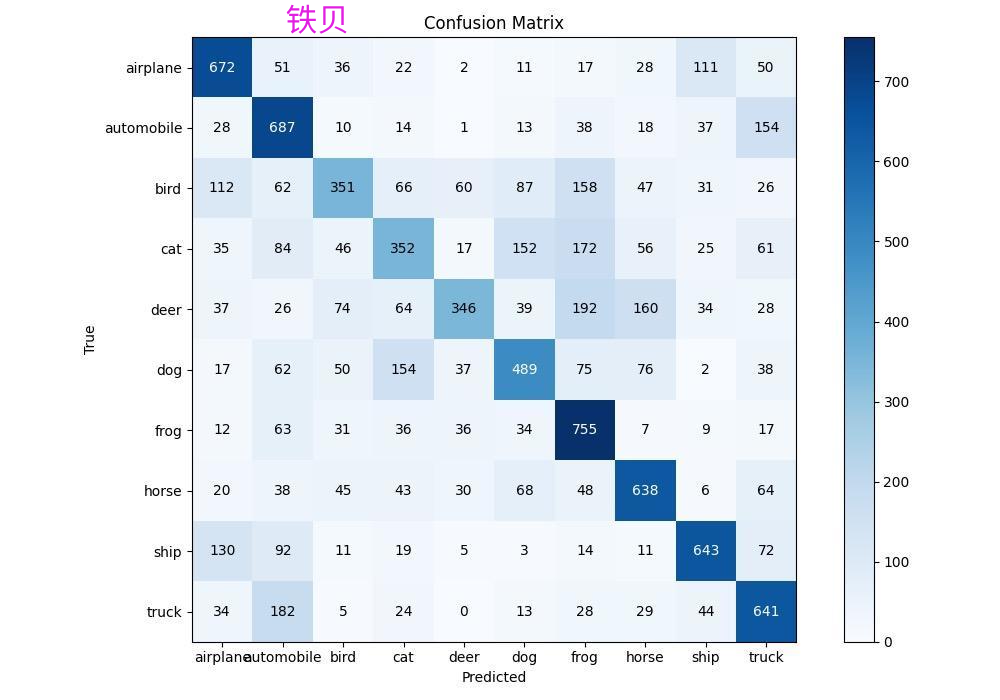 铁贝
Confusion Matrix
airplane 672 51 36 22 2 11 17 28 111 50
automobile 28 687 10 14 1 13 38 18 37 154
bird 112 62 351 66 60 87 158 47 31 26
cat 35 84 46 352 17 152 172 56 25 61
deer 37 26 74 64 346 39 192 160 34 28
dog 17 62 50 154 37 489 75 76 2 38
frog 12 63 31 36 36 34 755 7 9 17
horse 20 38 45 43 30 68 48 638 6 64
ship 130 92 11 19 5 3 14 11 643 72
truck 34 182 5 24 0 13 28 29 44 641
airplane automobile bird cat deer dog frog horse ship truck
Predicted
True
700
600
500
400
300
200
100
0